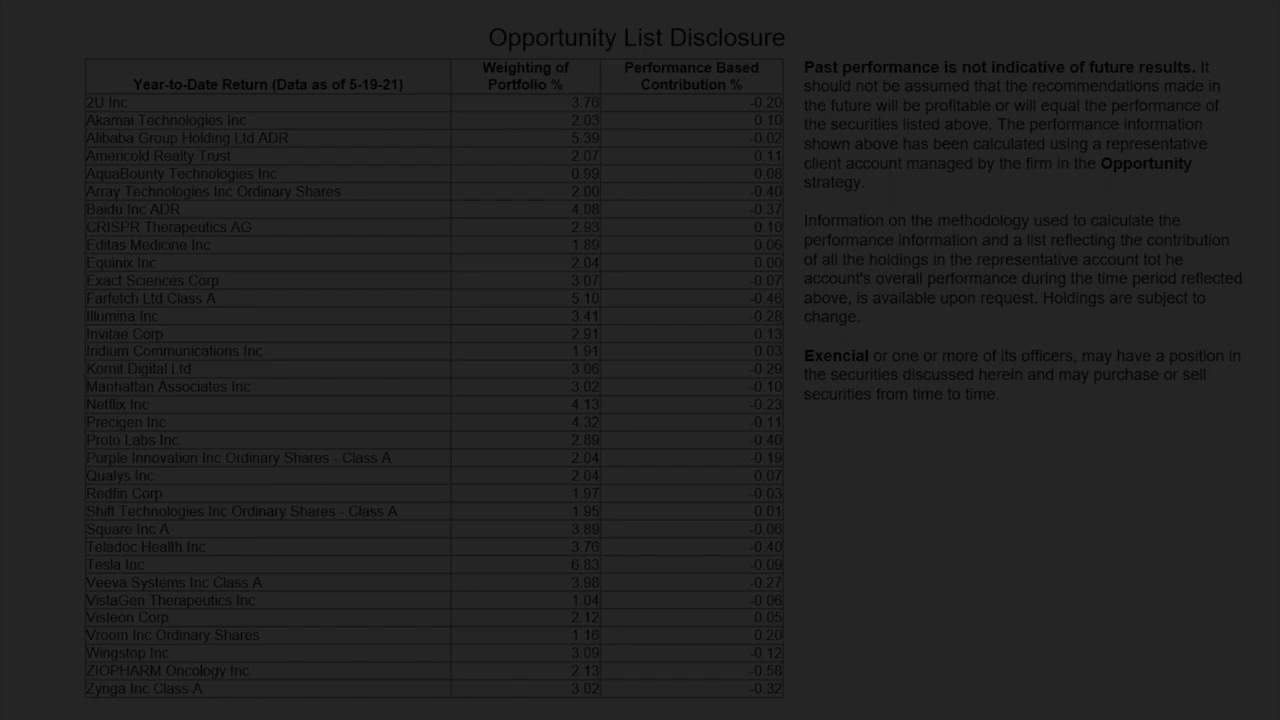 Opportunity List Disclosure
Year-to-Date Return (Data as of 5-19-21) Weighting of Portfolio % Performance Based Contribution %
2U Inc 3.76 -0.20
Akamai Technologies Inc 2.03 0.10
Alibaba Group Holding Ltd ADR 5.39 -0.02
Americold Realty Trust 2.07 0.11
AquaBounty Technologies Inc 0.99 0.08
Array Technologies Inc Ordinary Shares 2.00 -0.40
Baidu Inc ADR 4.08 -0.37
CRISPR Therapeutics AG 2.93 0.10
Editas Medicine Inc 1.89 0.06
Equinix Inc 2.04 0.00
Exact Sciences Corp 3.07 -0.07
Farfetch Ltd Class A 5.10 -0.46
Illumina Inc 3.41 -0.28
Invitae Corp 2.91 0.13
Iridium Communications Inc 1.91 0.03
Kornit Digital Ltd 3.06 -0.29
Manhattan Associates Inc 3.02 -0.10
Netflix Inc 4.13 -0.23
Precigen Inc 4.32 -0.11
Proto Labs Inc 2.89 -0.40
Purple Innovation Inc Ordinary Shares - Class A 2.04 -0.19
Qualys Inc 2.04 0.07
Redfin Corp 1.97 -0.03
Shift Technologies Inc Ordinary Shares - Class A 1.95 0.01
Square Inc A 3.89 -0.06
Teladoc Health Inc 3.76 -0.40
Tesla Inc 6.83 -0.09
Veeva Systems Inc Class A 3.98 -0.27
VistaGen Therapeutics Inc 1.04 -0.06
Visteon Corp 2.12 0.05
Vroom Inc Ordinary Shares 1.16 0.20
Wingstop Inc 3.09 -0.12
ZIOPHARM Oncology Inc 2.13 -0.58
Zynga Inc Class A 3.02 -0.32
Past performance is not indicative of future results. It
should not be assumed that the recommendations made in
the future will be profitable or will equal the performance of
the securities listed above. The performance information
shown above has been calculated using a representative
client account managed by the firm in the Opportunity
strategy.
Information on the methodology used to calculate the
performance information and a list reflecting the contribution
of all the holdings in the representative account tot he
account's overall performance during the time period reflected
above, is available upon request. Holdings are subject to
change.
Exencial or one or more of its officers, may have a position in
the securities discussed herein and may purchase or sell
securities from time to time.